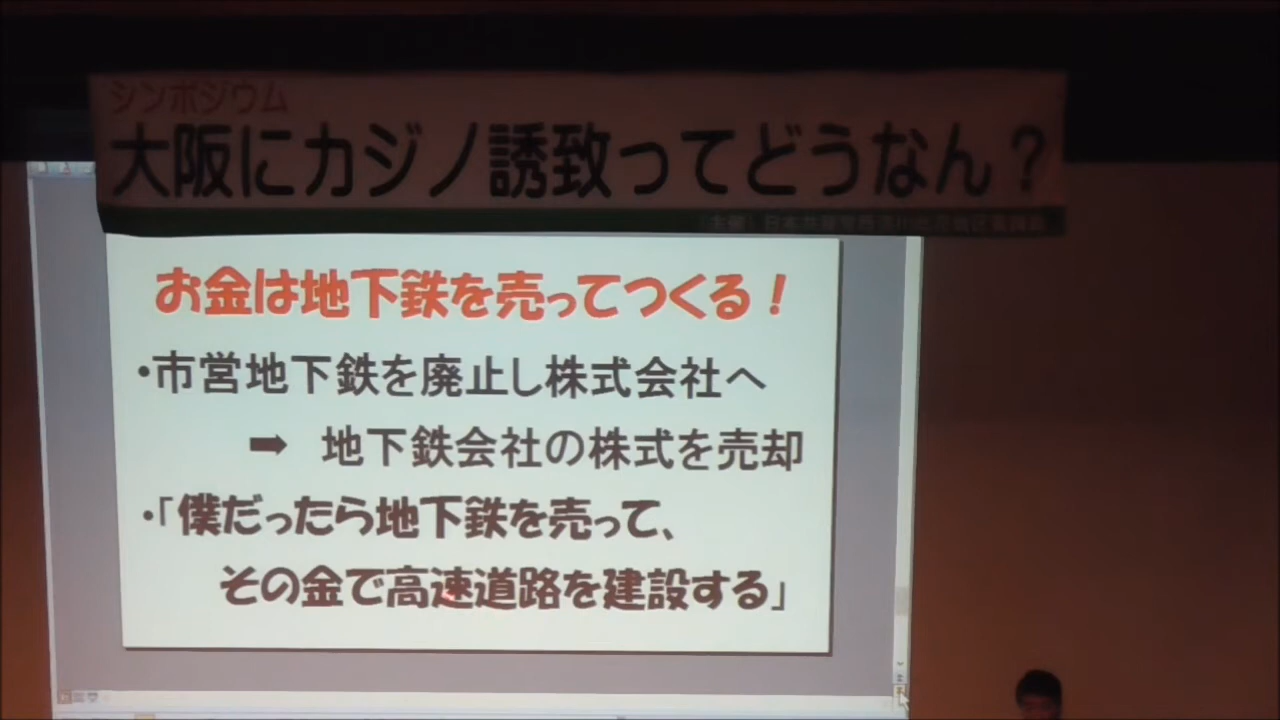 シンポジウム
大阪にカジノ誘致ってどうなん？
お金は地下鉄を売ってつくる！
・市営地下鉄を廃止し株式会社へ
➡ 地下鉄会社の株式を売却
・「僕だったら地下鉄を売って、
その金で高速道路を建設する」